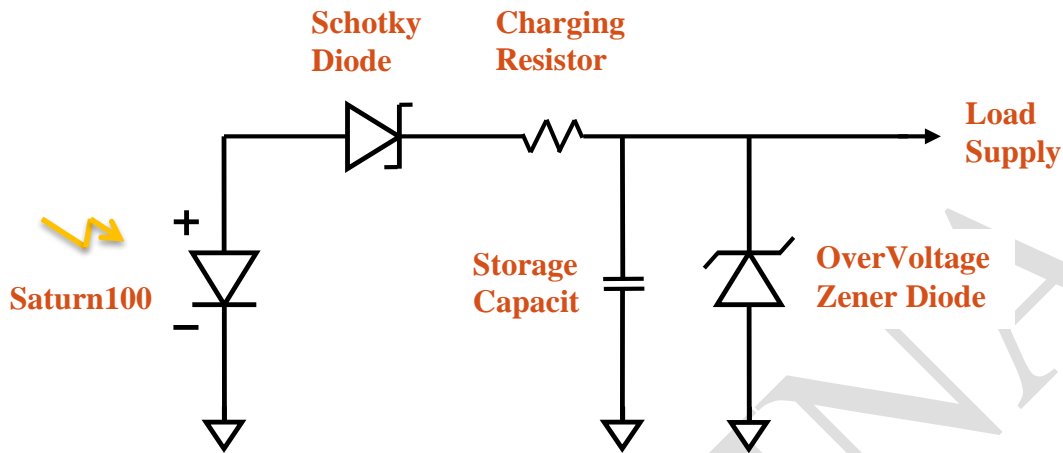 Schotky
Diode
Charging
Resistor
Load
Supply
+
Saturn100
−
Storage
Capacit
OverVoltage
Zener Diode